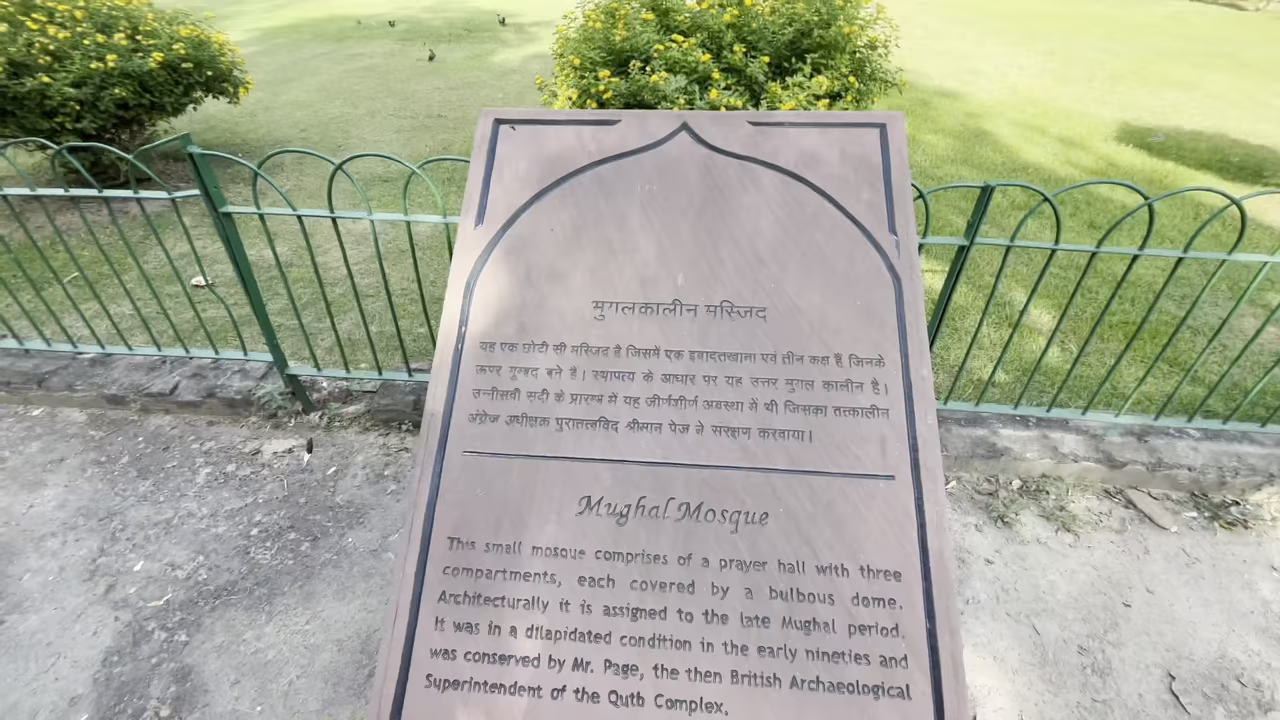 मुगलकालीन मस्जिद
यह एक छोटी सी मस्जिद है जिसमें एक इबादतखाना एवं तीन कक्ष हैं जिनके
ऊपर गुम्बद बने हैं। स्थापत्य के आधार पर यह उत्तर मुगल कालीन है।
उन्नीसवी सदी के प्रारम्भ में यह जीर्णशीर्ण अवस्था में थी जिसका तत्कालीन
अंग्रेज अधीक्षक पुरातत्वविद श्रीमान पेज ने संरक्षण करवाया।
Mughal Mosque
This small mosque comprises of a prayer hall with three
compartments, each covered by a bulbous dome.
Architecturally it is assigned to the late Mughal period.
It was in a dilapidated condition in the early nineties and
was conserved by Mr. Page, the then British Archaeological
Superintendent of the Qutb Complex.